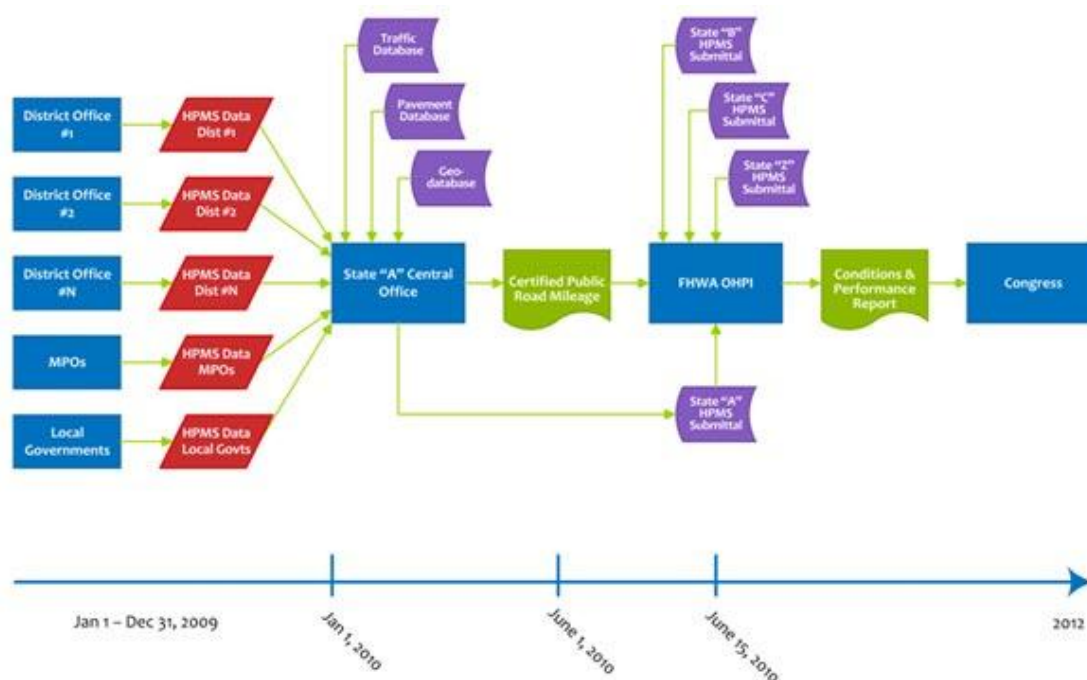 Traffic
Database
Pavement
Database
Geo-
database
State "B"
HPMS
Submittal
State "C"
HPMS
Submittal
State "Z"
HPMS
Submittal
District Office
#1
HPMS Data
Dist #1
District Office
#2
HPMS Data
Dist #2
District Office
#N
HPMS Data
Dist #N
MPOs
HPMS Data
MPOs
Local
Governments
HPMS Data
Local Govts
State "A" Central
Office
Certified Public
Road Mileage
FHWA OHPI
Conditions &
Performance
Report
Congress
State "A"
HPMS
Submittal
Jan 1 – Dec 31, 2009
Jan 1, 2010
June 1, 2010
June 15, 2010
2012